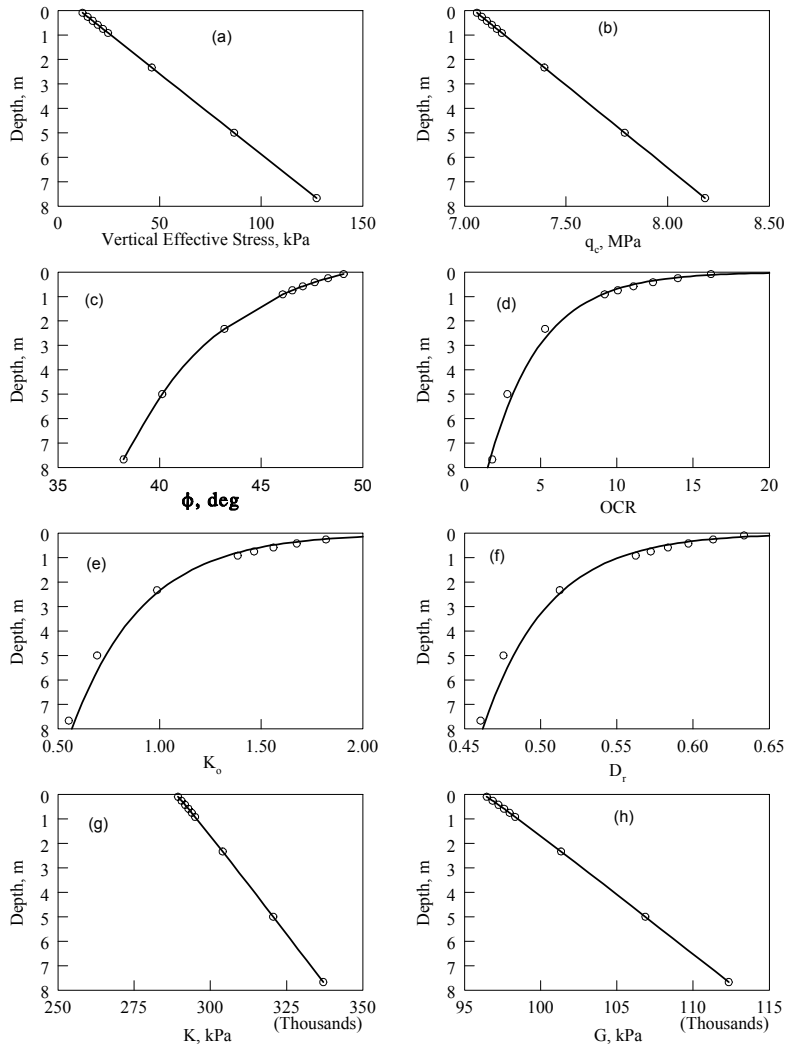 0
1
2
3
4
5
6
7
8
Depth, m
(a)
0 50 100 150
Vertical Effective Stress, kPa
0
1
2
3
4
5
6
7
8
Depth, m
(b)
7.00 7.50 8.00 8.50
qc, MPa
0
1
2
3
4
5
6
7
8
Depth, m
(c)
35 40 45 50
ϕ, deg
0
1
2
3
4
5
6
7
8
Depth, m
(d)
0 5 10 15 20
OCR
0
1
2
3
4
5
6
7
8
Depth, m
(e)
0.50 1.00 1.50 2.00
Ko
0
1
2
3
4
5
6
7
8
Depth, m
(f)
0.45 0.50 0.55 0.60 0.65
Dr
0
1
2
3
4
5
6
7
8
Depth, m
(g)
250 275 300 325 350
K, kPa (Thousands)
0
1
2
3
4
5
6
7
8
Depth, m
(h)
95 100 105 110 115
G, kPa (Thousands)